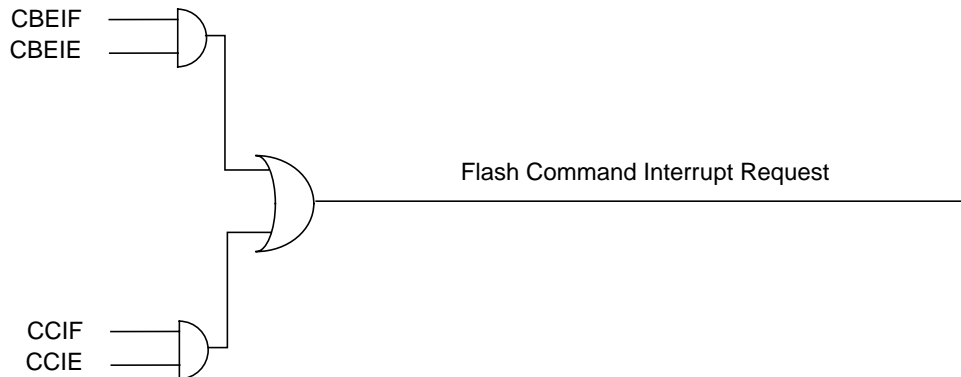 CBEIF
CBEIE
Flash Command Interrupt Request
CCIF
CCIE